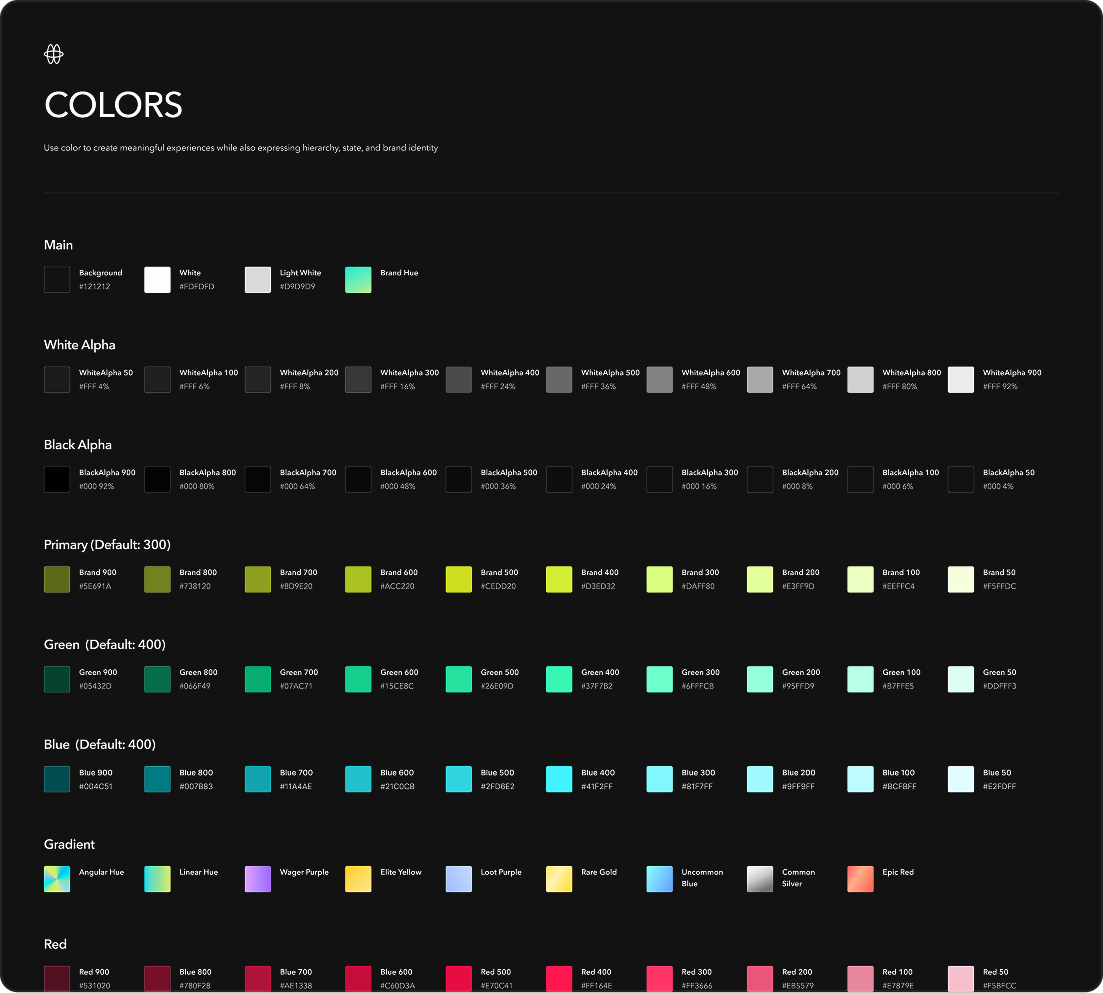 COLORS
Use color to create meaningful experiences while also expressing hierarchy, state, and brand identity
Main
Background White Light White Brand Hue
#121212 #FDFDFD #D9D9D9
White Alpha
WhiteAlpha 50 WhiteAlpha 100 WhiteAlpha 200 WhiteAlpha 300 WhiteAlpha 400 WhiteAlpha 500 WhiteAlpha 600 WhiteAlpha 700 WhiteAlpha 800 WhiteAlpha 900
#FFF 4% #FFF 6% #FFF 8% #FFF 16% #FFF 24% #FFF 36% #FFF 48% #FFF 64% #FFF 80% #FFF 92%
Black Alpha
BlackAlpha 900 BlackAlpha 800 BlackAlpha 700 BlackAlpha 600 BlackAlpha 500 BlackAlpha 400 BlackAlpha 300 BlackAlpha 200 BlackAlpha 100 BlackAlpha 50
#000 92% #000 80% #000 64% #000 48% #000 36% #000 24% #000 16% #000 8% #000 6% #000 4%
Primary (Default: 300)
Brand 900 Brand 800 Brand 700 Brand 600 Brand 500 Brand 400 Brand 300 Brand 200 Brand 100 Brand 50
#5E691A #738120 #8D9E20 #ACC220 #CEDD20 #D3ED32 #DAFF80 #E3FF9D #EEFFC4 #F5FFDC
Green (Default: 400)
Green 900 Green 800 Green 700 Green 600 Green 500 Green 400 Green 300 Green 200 Green 100 Green 50
#05432D #066F49 #07AC71 #15CE8C #26E09D #37F7B2 #6FFFCB #95FFD9 #B7FFE5 #DDFFF3
Blue (Default: 400)
Blue 900 Blue 800 Blue 700 Blue 600 Blue 500 Blue 400 Blue 300 Blue 200 Blue 100 Blue 50
#004C51 #007B83 #11A4AE #21C0CB #2FD6E2 #41F2FF #81F7FF #9FF9FF #BCFBFF #E2FDFF
Gradient
Angular Hue Linear Hue Wager Purple Elite Yellow Loot Purple Rare Gold Uncommon Common Epic Red
Blue Silver
Red
Red 900 Blue 800 Blue 700 Blue 600 Red 500 Red 400 Red 300 Red 200 Red 100 Red 50
#531020 #780F28 #AE1338 #C60D3A #E70C41 #FF164E #FF3666 #EB5579 #E7879E #F5BFCC